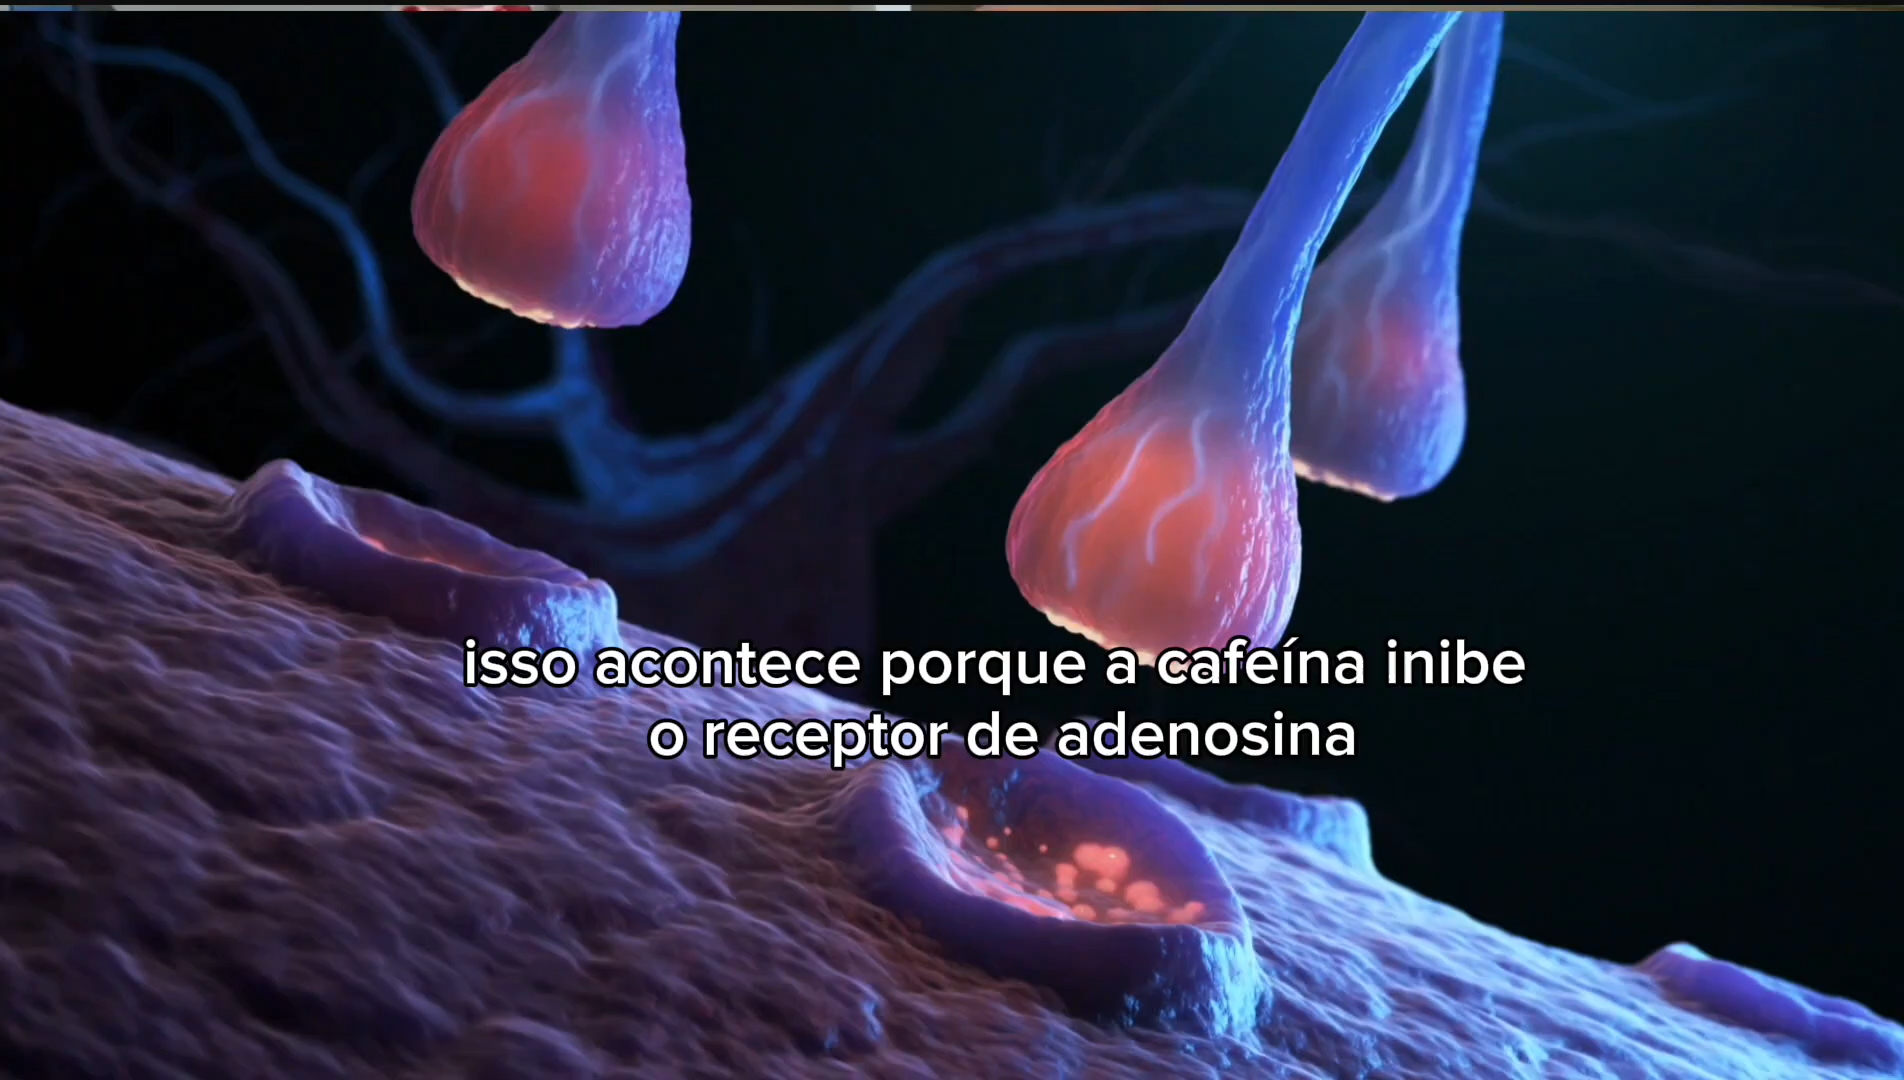 isso acontece porque a cafeína inibe
o receptor de adenosina